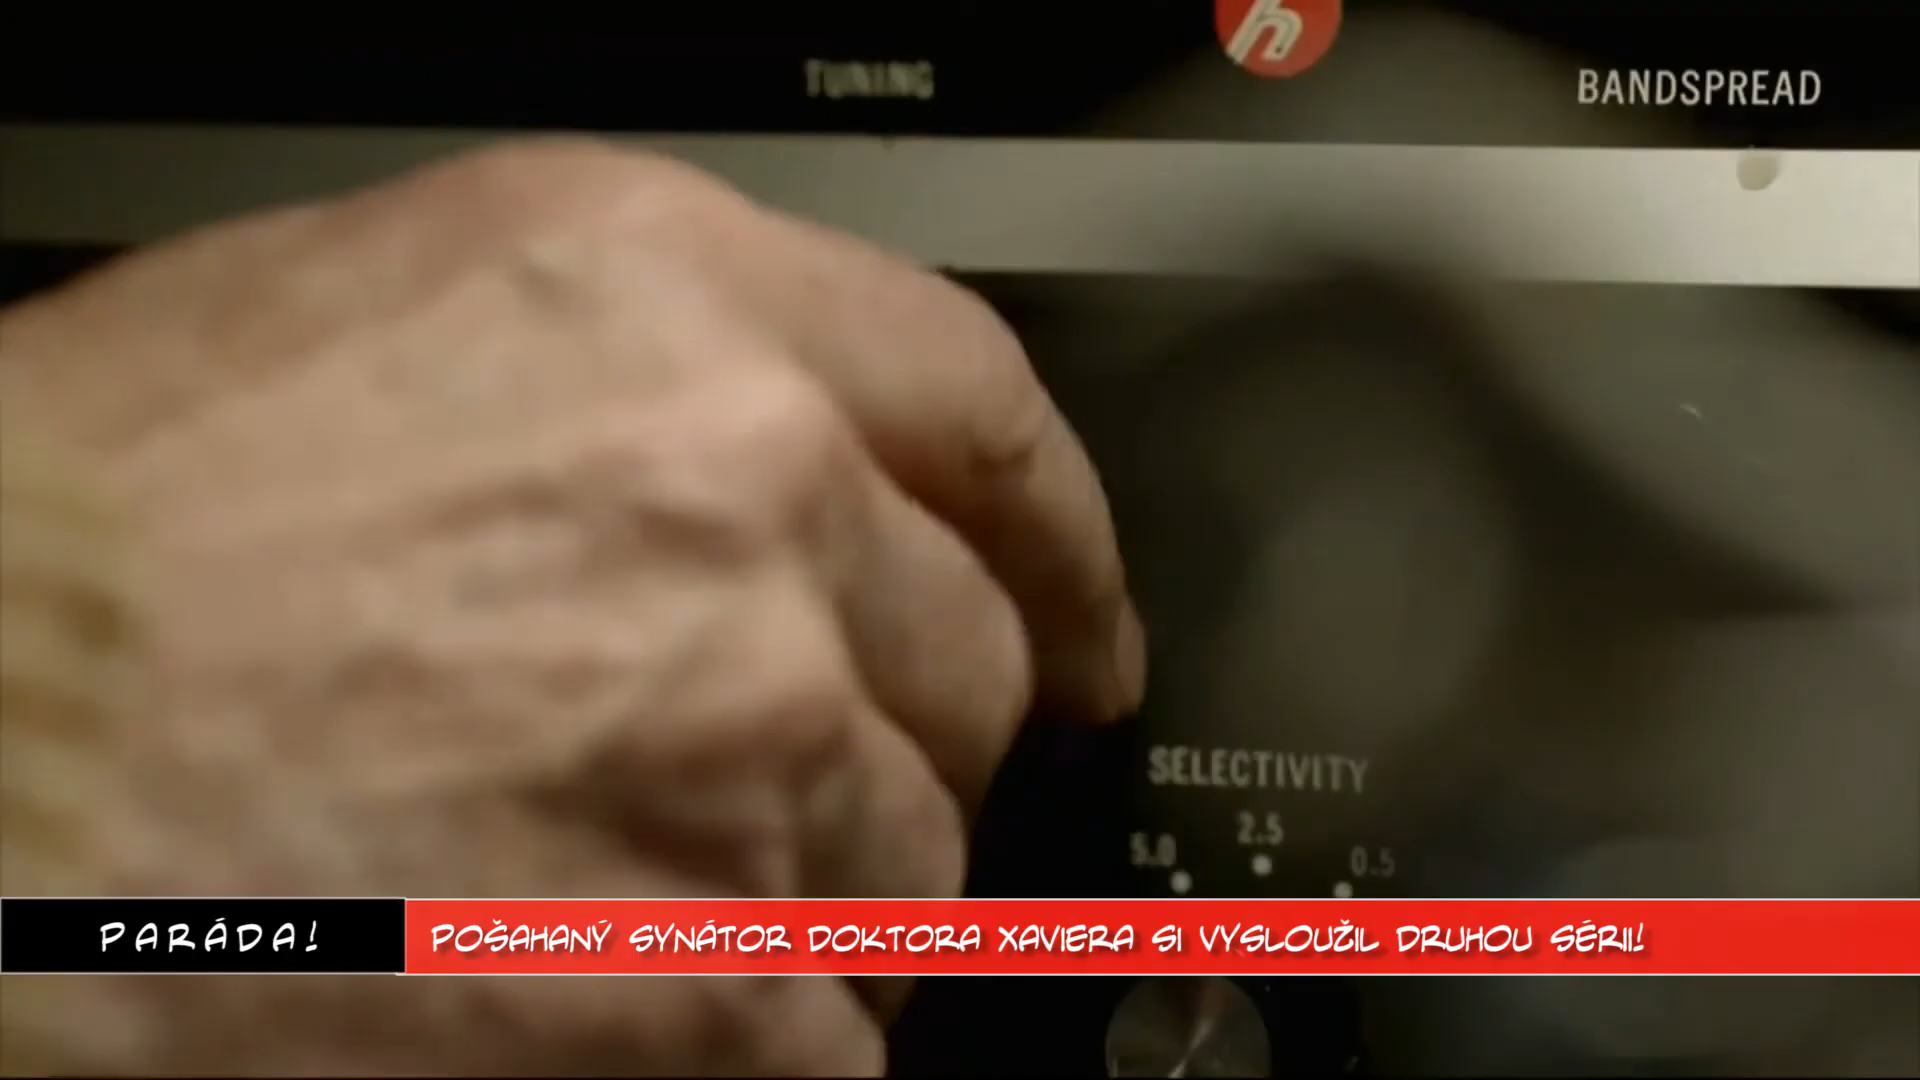 h
TUNING
BANDSPREAD
SELECTIVITY
2.5
5.0
0.5
PARÁDA!
POŠAHANÝ SYNÁTOR DOKTORA XAVIERA SI VYSLOUŽIL DRUHOU SÉRII!